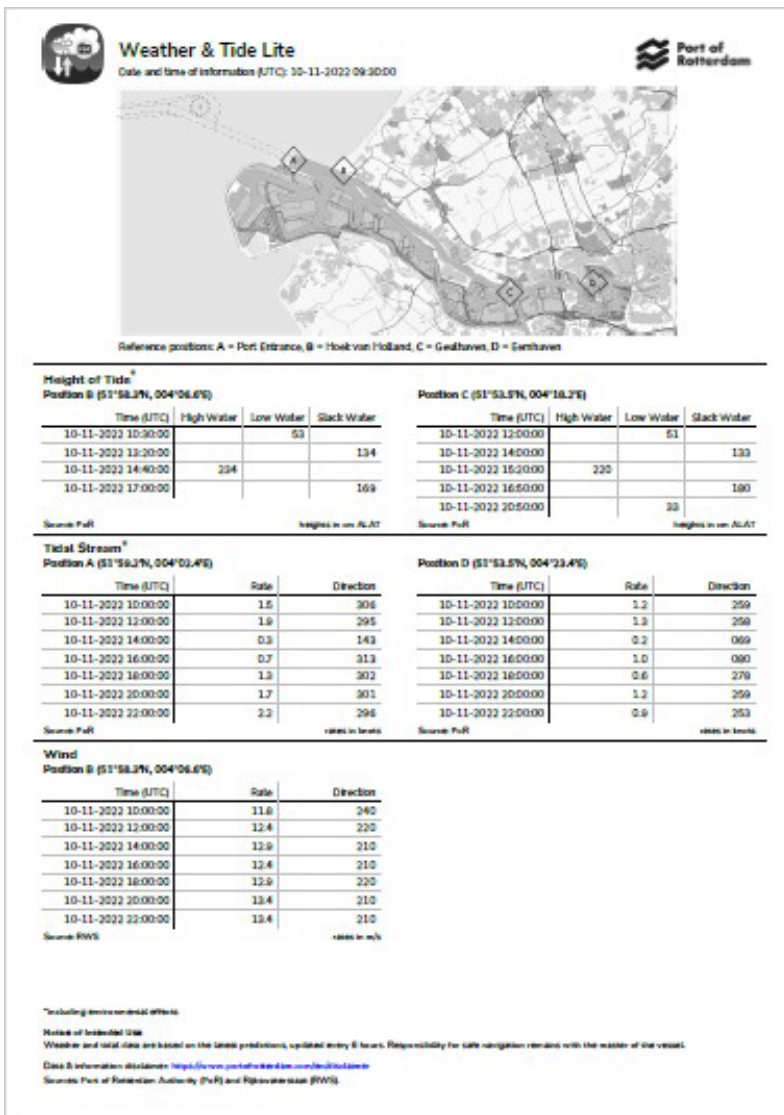 Weather & Tide Lite
Date and time of information (UTC): 10-11-2022 09:30:00
Port of
Rotterdam
A
B
C
D
Reference positions: A = Port Entrance, B = Hoek van Holland, C = Geulhaven, D = Eemhaven
Height of Tide*
Position B (51°58.3'N, 004°06.6'E)
Time (UTC) High Water Low Water Slack Water
10-11-2022 10:30:00 53
10-11-2022 13:20:00 134
10-11-2022 14:40:00 234
10-11-2022 17:00:00 169
Source: PoR heights in cm ALAT
Position C (51°53.5'N, 004°18.2'E)
Time (UTC) High Water Low Water Slack Water
10-11-2022 12:00:00 51
10-11-2022 14:00:00 133
10-11-2022 15:20:00 220
10-11-2022 16:50:00 180
10-11-2022 20:50:00 33
Source: PoR heights in cm ALAT
Tidal Stream*
Position A (51°59.2'N, 004°03.4'E)
Time (UTC) Rate Direction
10-11-2022 10:00:00 1.5 306
10-11-2022 12:00:00 1.9 295
10-11-2022 14:00:00 0.3 143
10-11-2022 16:00:00 0.7 313
10-11-2022 18:00:00 1.3 302
10-11-2022 20:00:00 1.7 301
10-11-2022 22:00:00 2.2 296
Source: PoR rates in knots
Position D (51°53.5'N, 004°23.4'E)
Time (UTC) Rate Direction
10-11-2022 10:00:00 1.2 259
10-11-2022 12:00:00 1.3 258
10-11-2022 14:00:00 0.2 069
10-11-2022 16:00:00 1.0 080
10-11-2022 18:00:00 0.6 278
10-11-2022 20:00:00 1.2 259
10-11-2022 22:00:00 0.9 253
Source: PoR rates in knots
Wind
Position B (51°58.3'N, 004°06.6'E)
Time (UTC) Rate Direction
10-11-2022 10:00:00 11.8 240
10-11-2022 12:00:00 12.4 220
10-11-2022 14:00:00 12.9 210
10-11-2022 16:00:00 12.4 210
10-11-2022 18:00:00 12.9 220
10-11-2022 20:00:00 13.4 210
10-11-2022 22:00:00 13.4 210
Source: RWS rates in m/s
*Including environmental effects
Notice of Intended Use
Weather and tidal data are based on the latest predictions, updated every 6 hours. Responsibility for safe navigation remains with the master of the vessel.
Data & information disclaimer: https://www.portofrotterdam.com/en/disclaimer
Sources: Port of Rotterdam Authority (PoR) and Rijkswaterstaat (RWS).